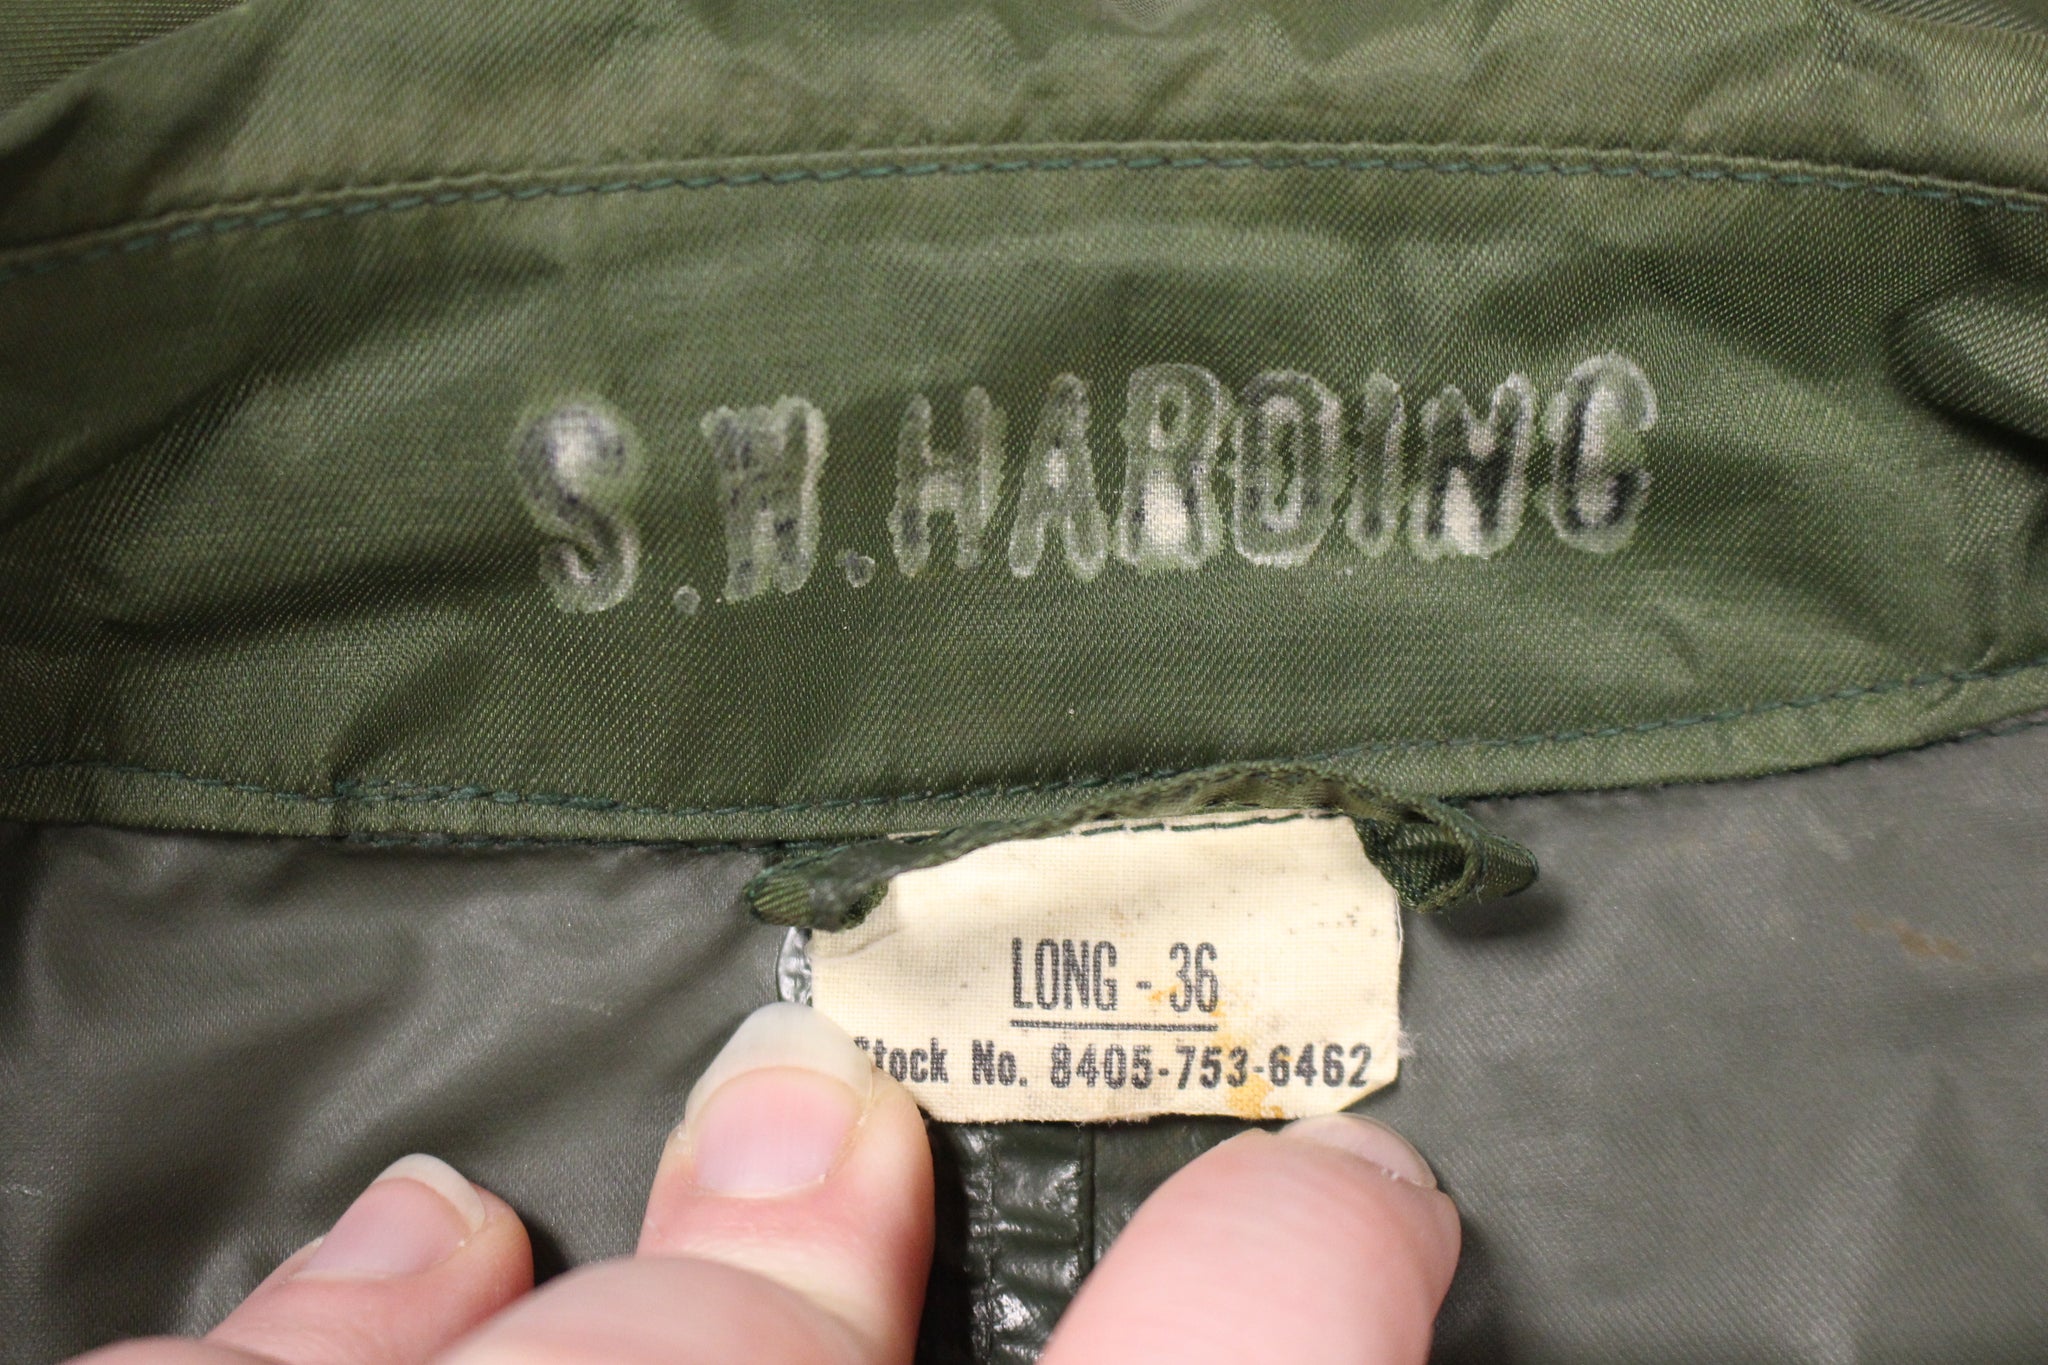 S.W.HARDING
LONG - 36
Stock No. 8405-753-6462